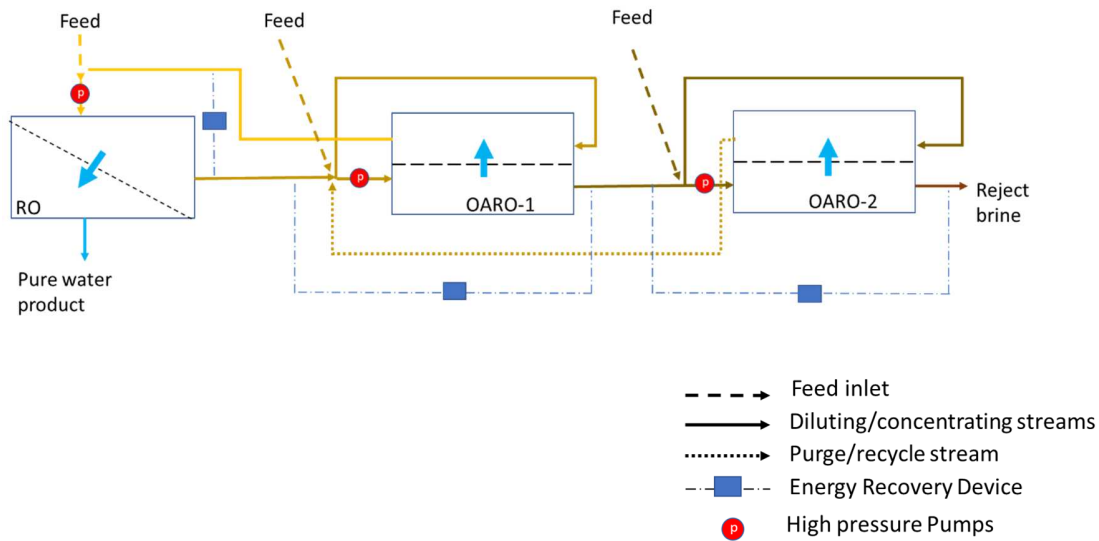 Feed
Feed
Feed
P
P
P
RO
OARO-1
OARO-2
Reject
brine
Pure water
product
Feed inlet
Diluting/concentrating streams
Purge/recycle stream
Energy Recovery Device
P
High pressure Pumps